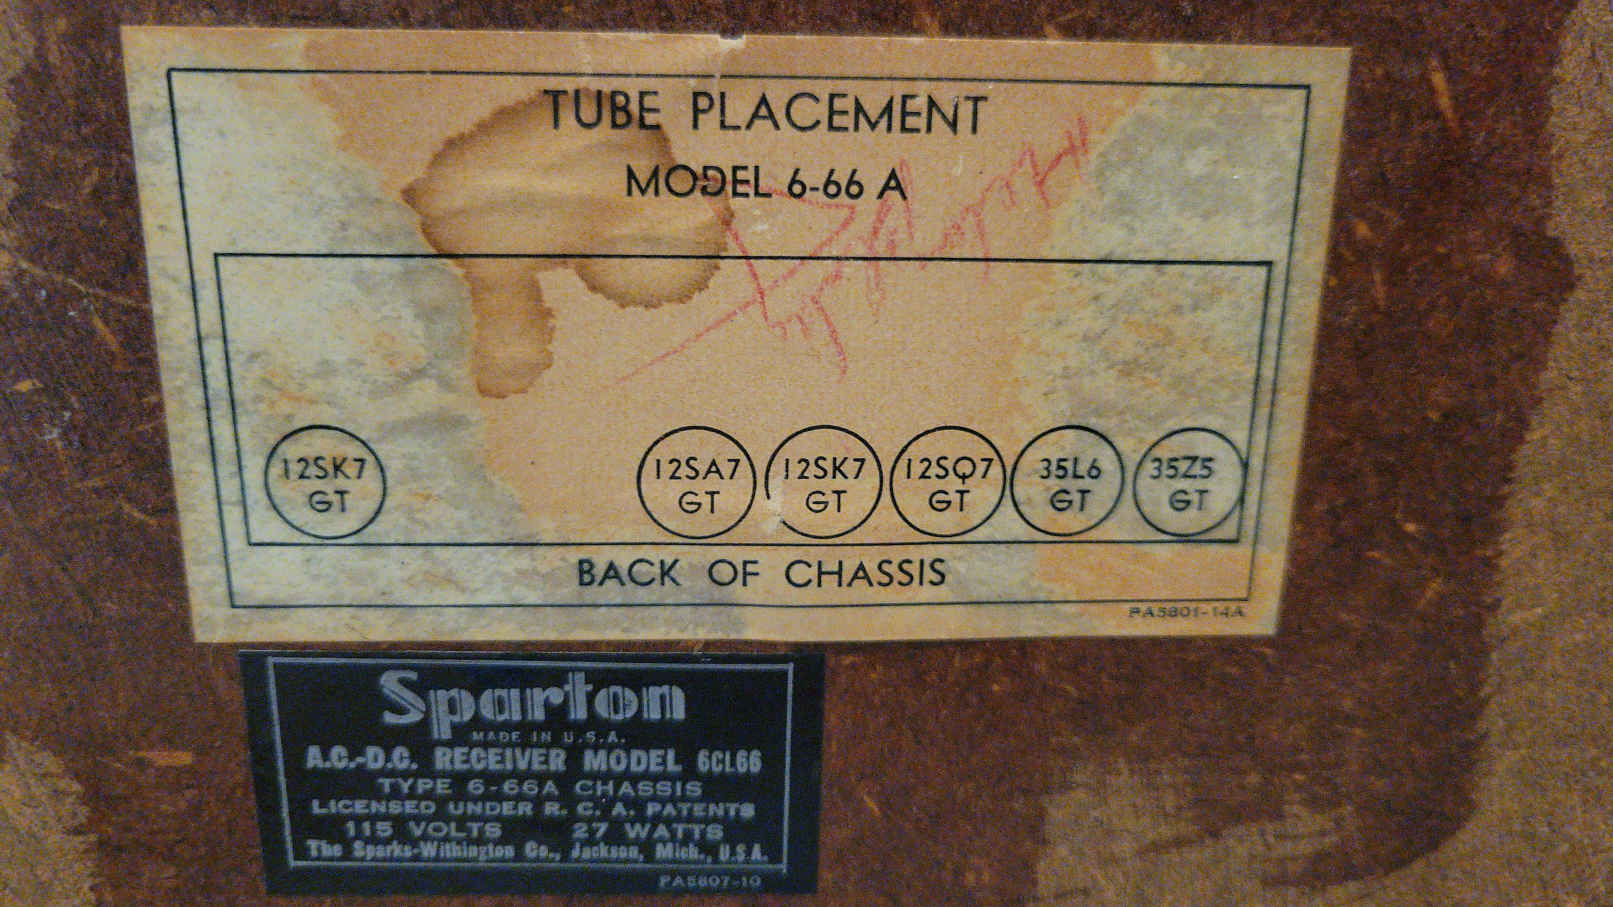 TUBE PLACEMENT
MODEL 6-66 A
12SK7 GT
12SA7 GT
12SK7 GT
12SQ7 GT
35L6 GT
35Z5 GT
BACK OF CHASSIS
PA5801-14A
Sparton
MADE IN U.S.A.
A.C.-D.C. RECEIVER MODEL 6CL66
TYPE 6-66A CHASSIS
LICENSED UNDER R. C. A. PATENTS
115 VOLTS 27 WATTS
The Sparks-Withington Co., Jackson, Mich., U.S.A.
PA5807-10